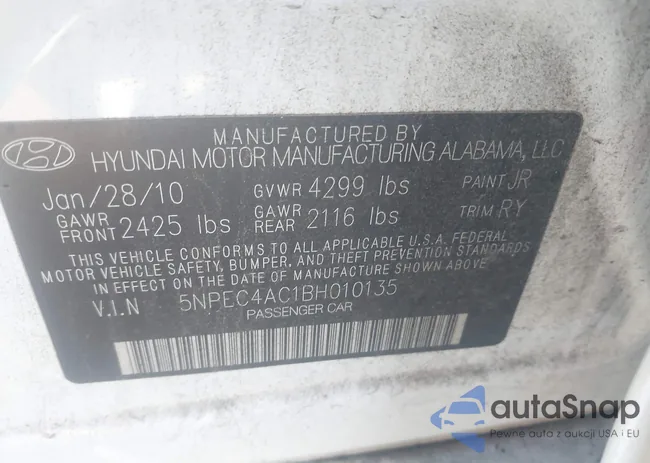 MANUFACTURED BY
HYUNDAI MOTOR MANUFACTURING ALABAMA, LLC
Jan/28/10 GVWR 4299 lbs PAINT JR
GAWR FRONT 2425 lbs GAWR REAR 2116 lbs TRIM RY
THIS VEHICLE CONFORMS TO ALL APPLICABLE U.S.A. FEDERAL
MOTOR VEHICLE SAFETY, BUMPER, AND THEFT PREVENTION STANDARDS
IN EFFECT ON THE DATE OF MANUFACTURE SHOWN ABOVE
V.I.N 5NPEC4AC1BH010135
PASSENGER CAR
autaSnap
Pewne auta z aukcji USA i EU